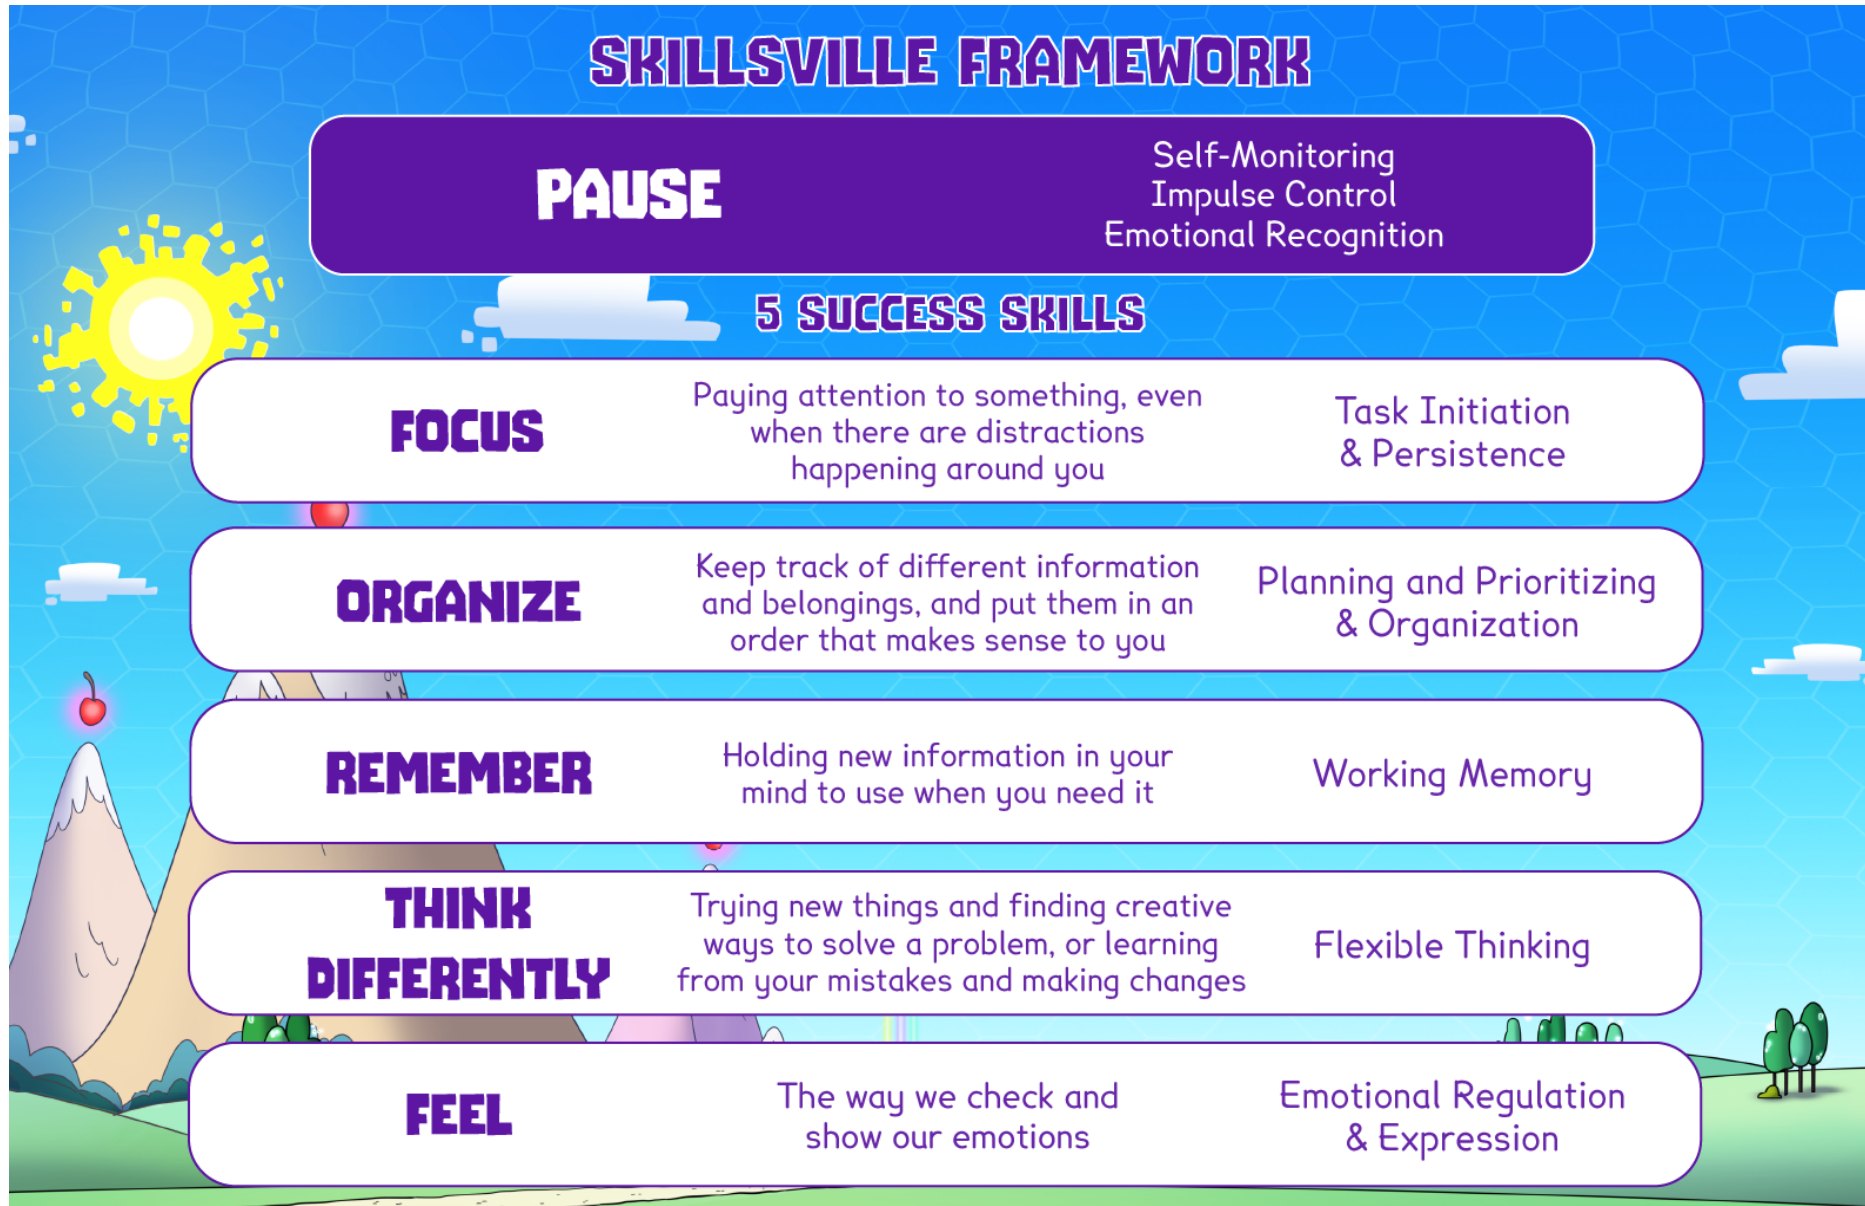 SKILLSVILLE FRAMEWORK
PAUSE
Self-Monitoring
Impulse Control
Emotional Recognition
5 SUCCESS SKILLS
FOCUS
Paying attention to something, even
when there are distractions
happening around you
Task Initiation
& Persistence
ORGANIZE
Keep track of different information
and belongings, and put them in an
order that makes sense to you
Planning and Prioritizing
& Organization
REMEMBER
Holding new information in your
mind to use when you need it
Working Memory
THINK
DIFFERENTLY
Trying new things and finding creative
ways to solve a problem, or learning
from your mistakes and making changes
Flexible Thinking
FEEL
The way we check and
show our emotions
Emotional Regulation
& Expression